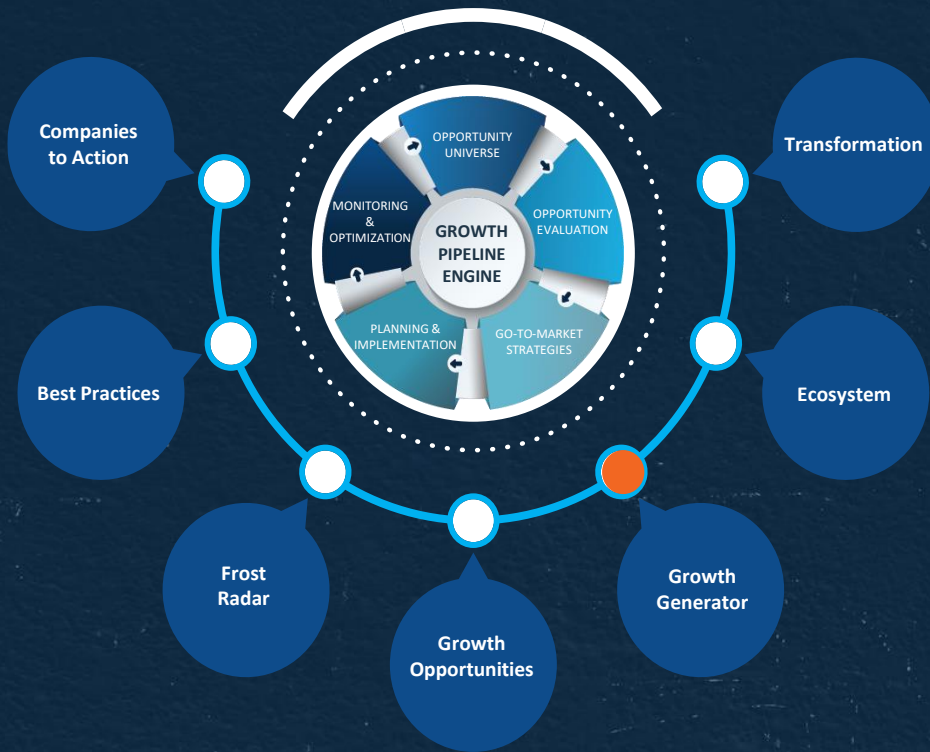 OPPORTUNITY
UNIVERSE
OPPORTUNITY
EVALUATION
GO-TO-MARKET
STRATEGIES
PLANNING &
IMPLEMENTATION
MONITORING
&
OPTIMIZATION
GROWTH
PIPELINE
ENGINE
Companies
to Action
Best Practices
Frost
Radar
Growth
Opportunities
Growth
Generator
Ecosystem
Transformation